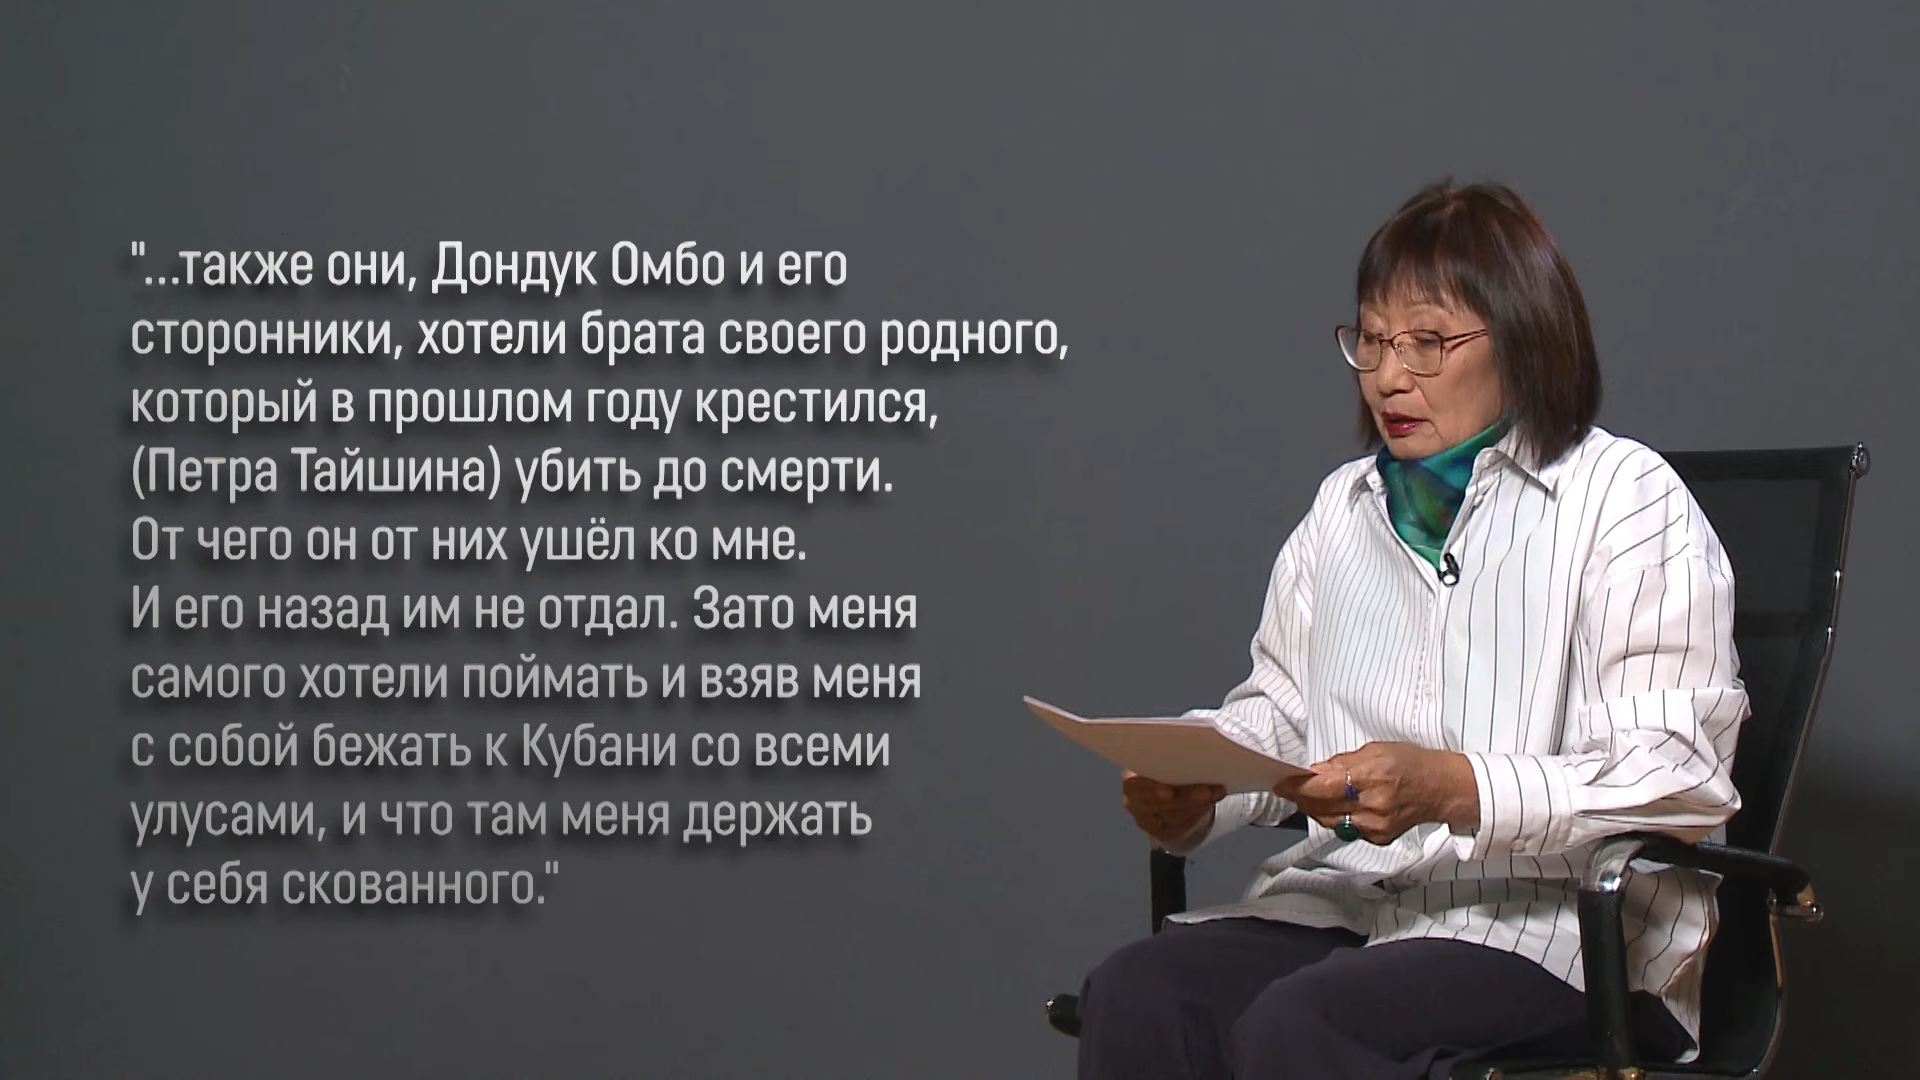 "...также они, Дондук Омбо и его
сторонники, хотели брата своего родного,
который в прошлом году крестился,
(Петра Тайшина) убить до смерти.
От чего он от них ушёл ко мне.
И его назад им не отдал. Зато меня
самого хотели поймать и взяв меня
с собой бежать к Кубани со всеми
улусами, и что там меня держать
у себя скованного."